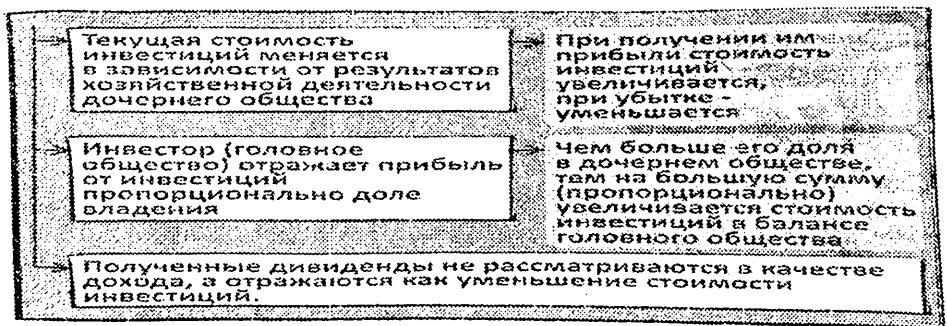 Текущая стоимость
инвестиций меняется
в зависимости от результатов
хозяйственной деятельности
дочернего общества
При получении им
прибыли стоимость
инвестиций
увеличивается,
при убытке -
уменьшается
Инвестор (головное
общество) отражает прибыль
от инвестиций
пропорционально доле
владения
Чем больше его доля
в дочернем обществе,
тем на большую сумму
(пропорционально)
увеличивается стоимость
инвестиций в балансе
головного общества
Полученные дивиденды не рассматриваются в качестве
дохода, а отражаются как уменьшение стоимости
инвестиций.